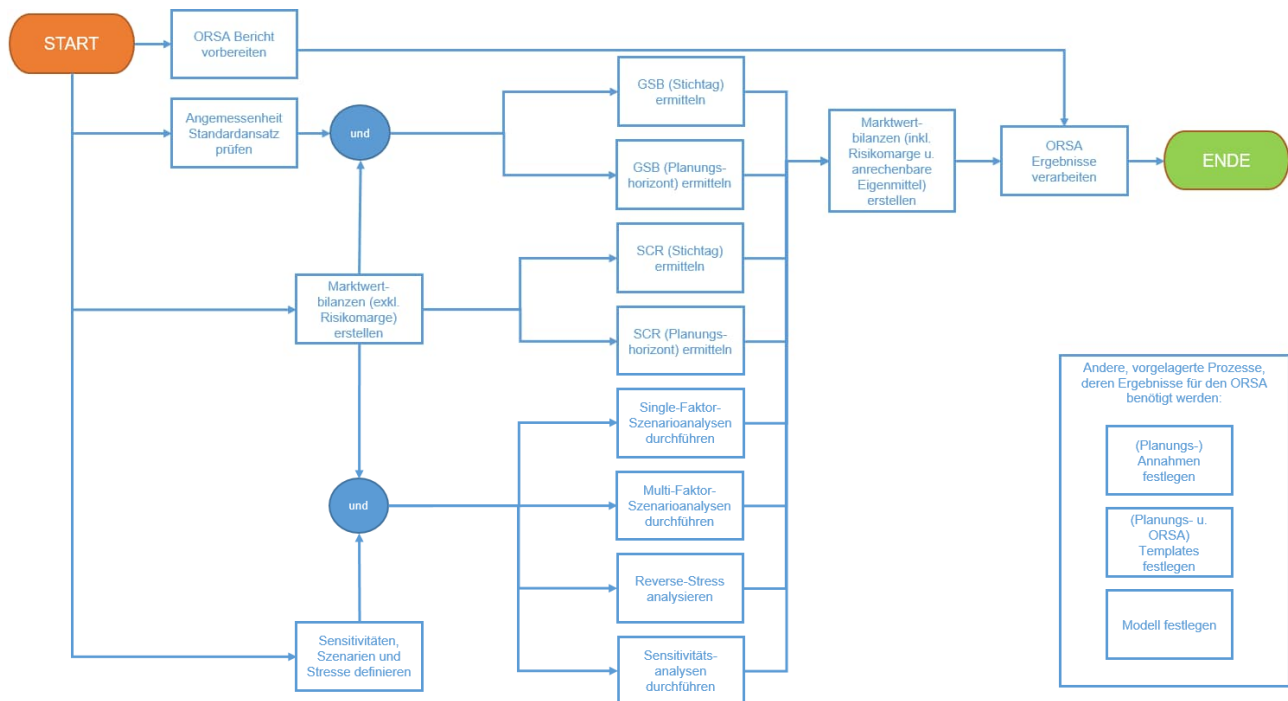 START
ORSA Bericht
vorbereiten
Angemessenheit
Standardansatz
prüfen
und
GSB (Stichtag)
ermitteln
GSB (Planungs-
horizont) ermitteln
Marktwert-
bilanzen (inkl.
Risikomarge u.
anrechenbare
Eigenmittel)
erstellen
ORSA
Ergebnisse
verarbeiten
ENDE
Marktwert-
bilanzen (exkl.
Risikomarge)
erstellen
SCR (Stichtag)
ermitteln
SCR (Planungs-
horizont) ermitteln
und
Single-Faktor-
Szenarioanalysen
durchführen
Multi-Faktor-
Szenarioanalysen
durchführen
Reverse-Stress
analysieren
Sensitivitäten,
Szenarien und
Stresse definieren
Sensitivitäts-
analysen
durchführen
Andere, vorgelagerte Prozesse,
deren Ergebnisse für den ORSA
benötigt werden:
(Planungs-)
Annahmen
festlegen
(Planungs- u.
ORSA)
Templates
festlegen
Modell festlegen